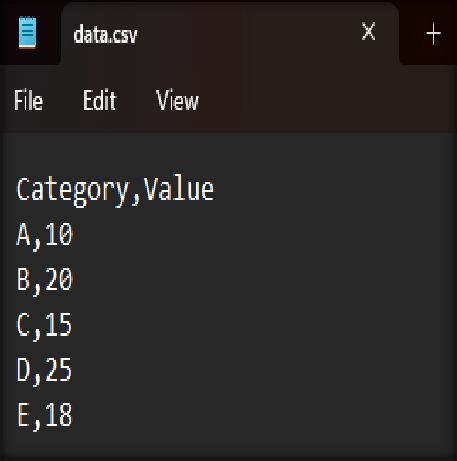 data.csv
File Edit View
Category,Value
A,10
B,20
C,15
D,25
E,18